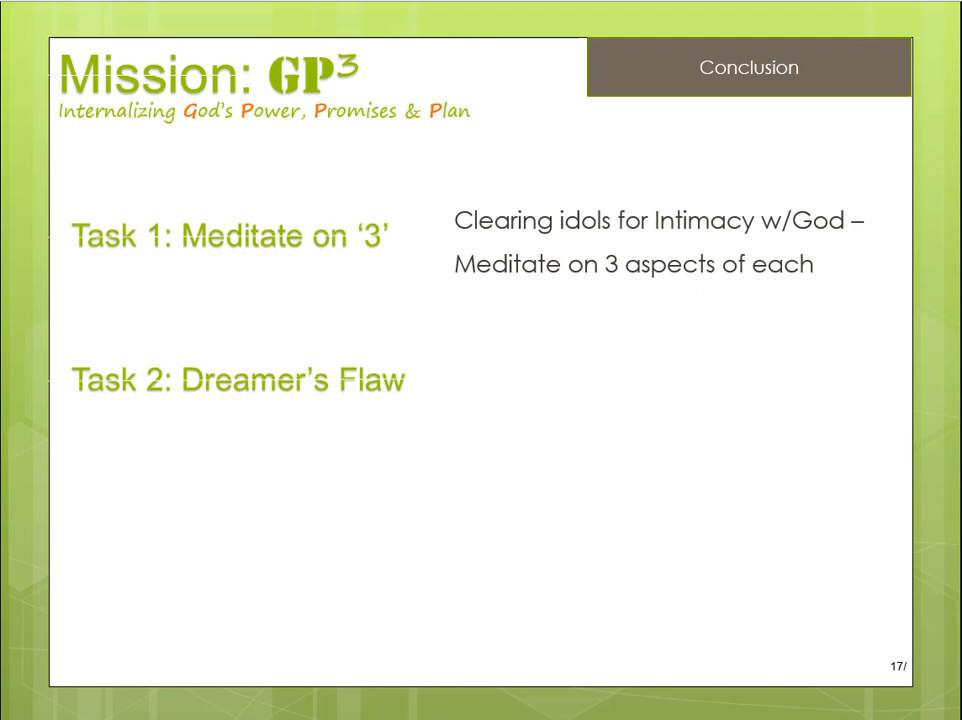 Mission: GP³
Internalizing God's Power, Promises & Plan
Conclusion
Task 1: Meditate on ‘3’
Clearing idols for Intimacy w/God –
Meditate on 3 aspects of each
Task 2: Dreamer’s Flaw
17/